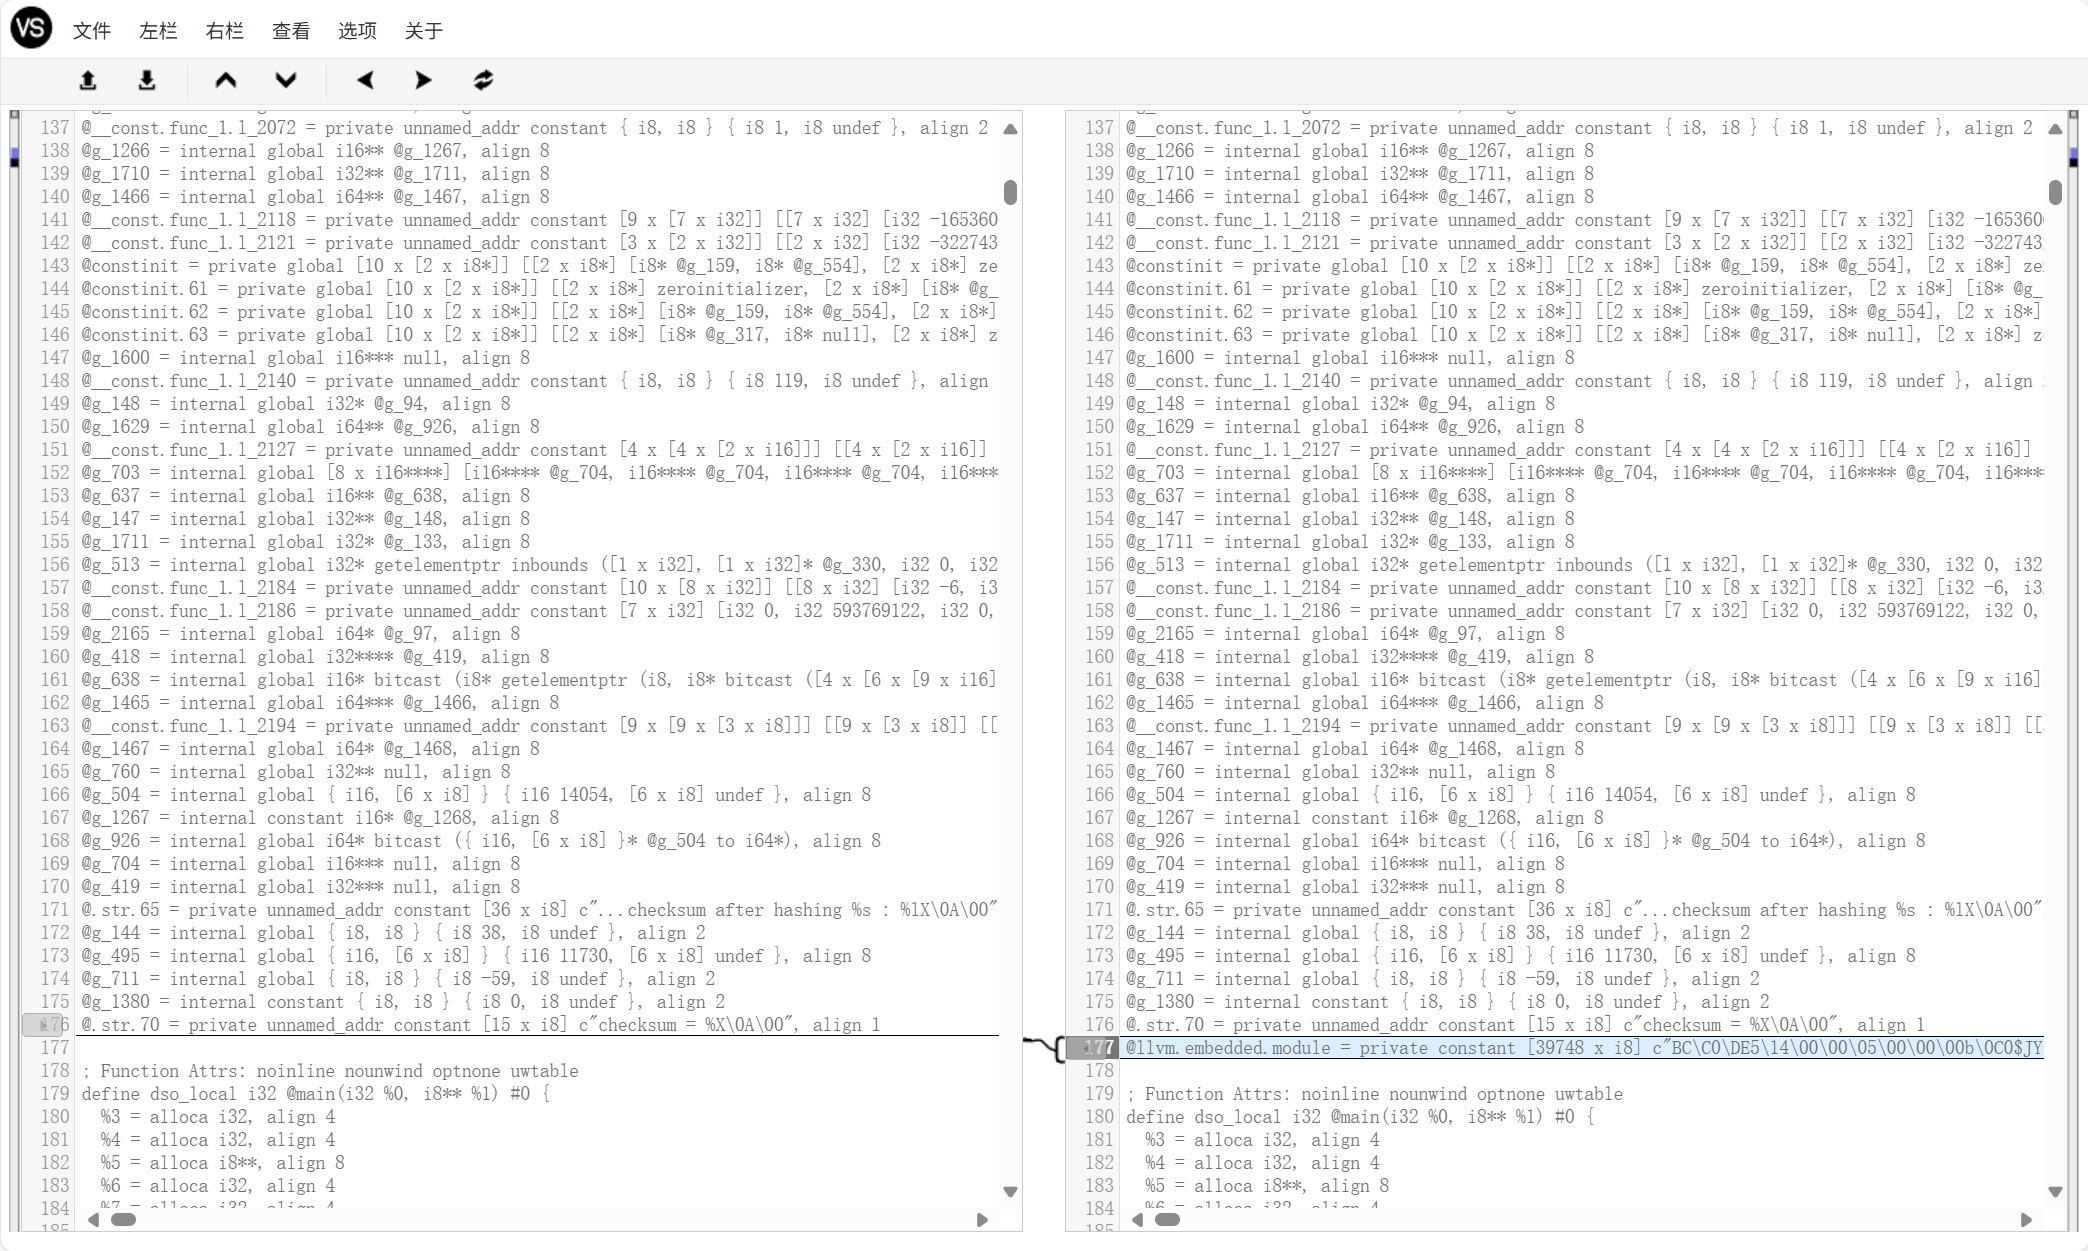 VS 文件 左栏 右栏 查看 选项 关于
137 @__const.func_1.l_2072 = private unnamed_addr constant { i8, i8 } { i8 1, i8 undef }, align 2
138 @g_1266 = internal global i16** @g_1267, align 8
139 @g_1710 = internal global i32** @g_1711, align 8
140 @g_1466 = internal global i64** @g_1467, align 8
141 @__const.func_1.l_2118 = private unnamed_addr constant [9 x [7 x i32]] [[7 x i32] [i32 -165360
142 @__const.func_1.l_2121 = private unnamed_addr constant [3 x [2 x i32]] [[2 x i32] [i32 -322743
143 @constinit = private global [10 x [2 x i8*]] [[2 x i8*] [i8* @g_159, i8* @g_554], [2 x i8*] ze
144 @constinit.61 = private global [10 x [2 x i8*]] [[2 x i8*] zeroinitializer, [2 x i8*] [i8* @g_
145 @constinit.62 = private global [10 x [2 x i8*]] [[2 x i8*] [i8* @g_159, i8* @g_554], [2 x i8*]
146 @constinit.63 = private global [10 x [2 x i8*]] [[2 x i8*] [i8* @g_317, i8* null], [2 x i8*] z
147 @g_1600 = internal global i16*** null, align 8
148 @__const.func_1.l_2140 = private unnamed_addr constant { i8, i8 } { i8 119, i8 undef }, align
149 @g_148 = internal global i32* @g_94, align 8
150 @g_1629 = internal global i64** @g_926, align 8
151 @__const.func_1.l_2127 = private unnamed_addr constant [4 x [4 x [2 x i16]]] [[4 x [2 x i16]]
152 @g_703 = internal global [8 x i16****] [i16**** @g_704, i16**** @g_704, i16**** @g_704, i16***
153 @g_637 = internal global i16** @g_638, align 8
154 @g_147 = internal global i32** @g_148, align 8
155 @g_1711 = internal global i32* @g_133, align 8
156 @g_513 = internal global i32* getelementptr inbounds ([1 x i32], [1 x i32]* @g_330, i32 0, i32
157 @__const.func_1.l_2184 = private unnamed_addr constant [10 x [8 x i32]] [[8 x i32] [i32 -6, i3
158 @__const.func_1.l_2186 = private unnamed_addr constant [7 x i32] [i32 0, i32 593769122, i32 0,
159 @g_2165 = internal global i64* @g_97, align 8
160 @g_418 = internal global i32**** @g_419, align 8
161 @g_638 = internal global i16* bitcast (i8* getelementptr (i8, i8* bitcast ([4 x [6 x [9 x i16]
162 @g_1465 = internal global i64*** @g_1466, align 8
163 @__const.func_1.l_2194 = private unnamed_addr constant [9 x [9 x [3 x i8]]] [[9 x [3 x i8]] [[
164 @g_1467 = internal global i64* @g_1468, align 8
165 @g_760 = internal global i32** null, align 8
166 @g_504 = internal global { i16, [6 x i8] } { i16 14054, [6 x i8] undef }, align 8
167 @g_1267 = internal constant i16* @g_1268, align 8
168 @g_926 = internal global i64* bitcast ({ i16, [6 x i8] }* @g_504 to i64*), align 8
169 @g_704 = internal global i16*** null, align 8
170 @g_419 = internal global i32*** null, align 8
171 @.str.65 = private unnamed_addr constant [36 x i8] c"...checksum after hashing %s : %lX\0A\00"
172 @g_144 = internal global { i8, i8 } { i8 38, i8 undef }, align 2
173 @g_495 = internal global { i16, [6 x i8] } { i16 11730, [6 x i8] undef }, align 8
174 @g_711 = internal global { i8, i8 } { i8 -59, i8 undef }, align 2
175 @g_1380 = internal constant { i8, i8 } { i8 0, i8 undef }, align 2
176 @.str.70 = private unnamed_addr constant [15 x i8] c"checksum = %X\0A\00", align 1
177
178 ; Function Attrs: noinline nounwind optnone uwtable
179 define dso_local i32 @main(i32 %0, i8** %1) #0 {
180 %3 = alloca i32, align 4
181 %4 = alloca i32, align 4
182 %5 = alloca i8**, align 8
183 %6 = alloca i32, align 4
184 %7 = alloca i32, align 4
185
137 @__const.func_1.l_2072 = private unnamed_addr constant { i8, i8 } { i8 1, i8 undef }, align 2
138 @g_1266 = internal global i16** @g_1267, align 8
139 @g_1710 = internal global i32** @g_1711, align 8
140 @g_1466 = internal global i64** @g_1467, align 8
141 @__const.func_1.l_2118 = private unnamed_addr constant [9 x [7 x i32]] [[7 x i32] [i32 -165360
142 @__const.func_1.l_2121 = private unnamed_addr constant [3 x [2 x i32]] [[2 x i32] [i32 -322743
143 @constinit = private global [10 x [2 x i8*]] [[2 x i8*] [i8* @g_159, i8* @g_554], [2 x i8*] ze
144 @constinit.61 = private global [10 x [2 x i8*]] [[2 x i8*] zeroinitializer, [2 x i8*] [i8* @g_
145 @constinit.62 = private global [10 x [2 x i8*]] [[2 x i8*] [i8* @g_159, i8* @g_554], [2 x i8*]
146 @constinit.63 = private global [10 x [2 x i8*]] [[2 x i8*] [i8* @g_317, i8* null], [2 x i8*] z
147 @g_1600 = internal global i16*** null, align 8
148 @__const.func_1.l_2140 = private unnamed_addr constant { i8, i8 } { i8 119, i8 undef }, align
149 @g_148 = internal global i32* @g_94, align 8
150 @g_1629 = internal global i64** @g_926, align 8
151 @__const.func_1.l_2127 = private unnamed_addr constant [4 x [4 x [2 x i16]]] [[4 x [2 x i16]]
152 @g_703 = internal global [8 x i16****] [i16**** @g_704, i16**** @g_704, i16**** @g_704, i16****
153 @g_637 = internal global i16** @g_638, align 8
154 @g_147 = internal global i32** @g_148, align 8
155 @g_1711 = internal global i32* @g_133, align 8
156 @g_513 = internal global i32* getelementptr inbounds ([1 x i32], [1 x i32]* @g_330, i32 0, i32
157 @__const.func_1.l_2184 = private unnamed_addr constant [10 x [8 x i32]] [[8 x i32] [i32 -6, i3
158 @__const.func_1.l_2186 = private unnamed_addr constant [7 x i32] [i32 0, i32 593769122, i32 0,
159 @g_2165 = internal global i64* @g_97, align 8
160 @g_418 = internal global i32**** @g_419, align 8
161 @g_638 = internal global i16* bitcast (i8* getelementptr (i8, i8* bitcast ([4 x [6 x [9 x i16]
162 @g_1465 = internal global i64*** @g_1466, align 8
163 @__const.func_1.l_2194 = private unnamed_addr constant [9 x [9 x [3 x i8]]] [[9 x [3 x i8]] [[
164 @g_1467 = internal global i64* @g_1468, align 8
165 @g_760 = internal global i32** null, align 8
166 @g_504 = internal global { i16, [6 x i8] } { i16 14054, [6 x i8] undef }, align 8
167 @g_1267 = internal constant i16* @g_1268, align 8
168 @g_926 = internal global i64* bitcast ({ i16, [6 x i8] }* @g_504 to i64*), align 8
169 @g_704 = internal global i16*** null, align 8
170 @g_419 = internal global i32*** null, align 8
171 @.str.65 = private unnamed_addr constant [36 x i8] c"...checksum after hashing %s : %lX\0A\00"
172 @g_144 = internal global { i8, i8 } { i8 38, i8 undef }, align 2
173 @g_495 = internal global { i16, [6 x i8] } { i16 11730, [6 x i8] undef }, align 8
174 @g_711 = internal global { i8, i8 } { i8 -59, i8 undef }, align 2
175 @g_1380 = internal constant { i8, i8 } { i8 0, i8 undef }, align 2
176 @.str.70 = private unnamed_addr constant [15 x i8] c"checksum = %X\0A\00", align 1
177 @llvm.embedded.module = private constant [39748 x i8] c"BC\C0\DE5\14\00\00\05\00\00\00b\0C0$JY
178
179 ; Function Attrs: noinline nounwind optnone uwtable
180 define dso_local i32 @main(i32 %0, i8** %1) #0 {
181 %3 = alloca i32, align 4
182 %4 = alloca i32, align 4
183 %5 = alloca i8**, align 8
184 %6 = alloca i32, align 4
185